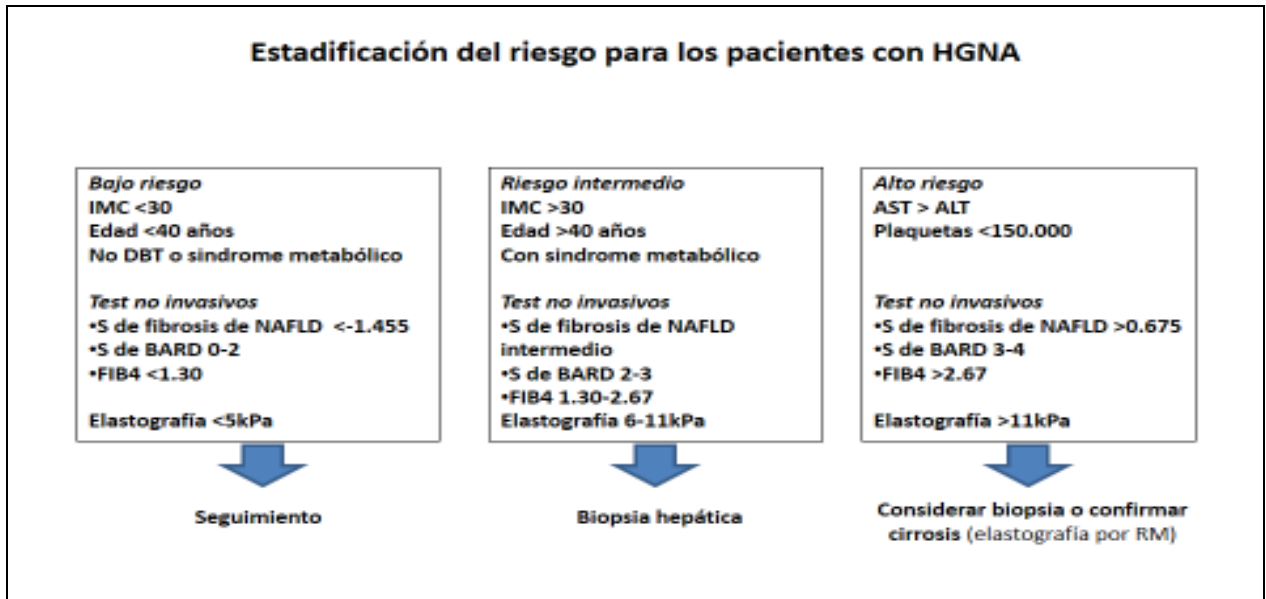 Estadificación del riesgo para los pacientes con HGNA
Bajo riesgo
IMC <30
Edad <40 años
No DBT o sindrome metabólico
Test no invasivos
•S de fibrosis de NAFLD <-1.455
•S de BARD 0-2
•FIB4 <1.30
Elastografía <5kPa
Seguimiento
Riesgo intermedio
IMC >30
Edad >40 años
Con sindrome metabólico
Test no invasivos
•S de fibrosis de NAFLD
intermedio
•S de BARD 2-3
•FIB4 1.30-2.67
Elastografía 6-11kPa
Biopsia hepática
Alto riesgo
AST > ALT
Plaquetas <150.000
Test no invasivos
•S de fibrosis de NAFLD >0.675
•S de BARD 3-4
•FIB4 >2.67
Elastografía >11kPa
Considerar biopsia o confirmar
cirrosis (elastografía por RM)